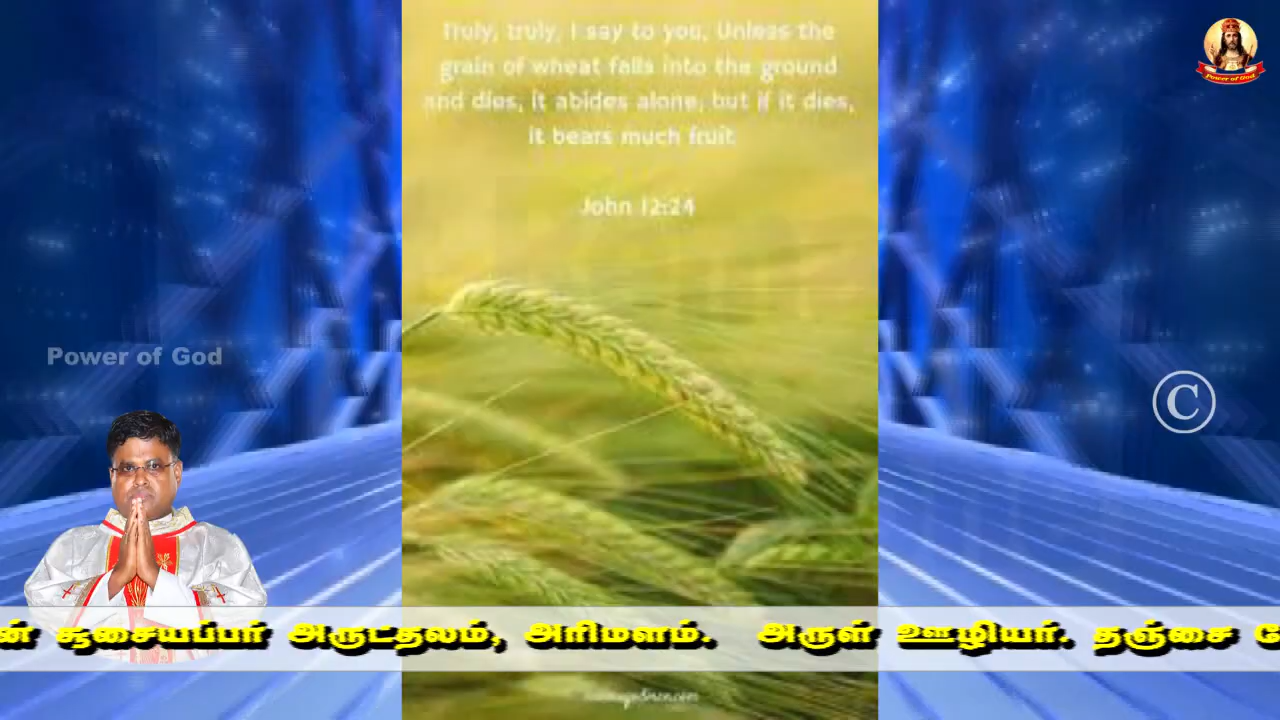 Truly, truly, I say to you, Unless the
grain of wheat falls into the ground
and dies, it abides alone; but if it dies,
it bears much fruit.
John 12:24
Power of God
Power of God
©
ன் சூசையப்பர் அருட்தலம், அரிமளம். அருள் ஊழியர். தஞ்சை